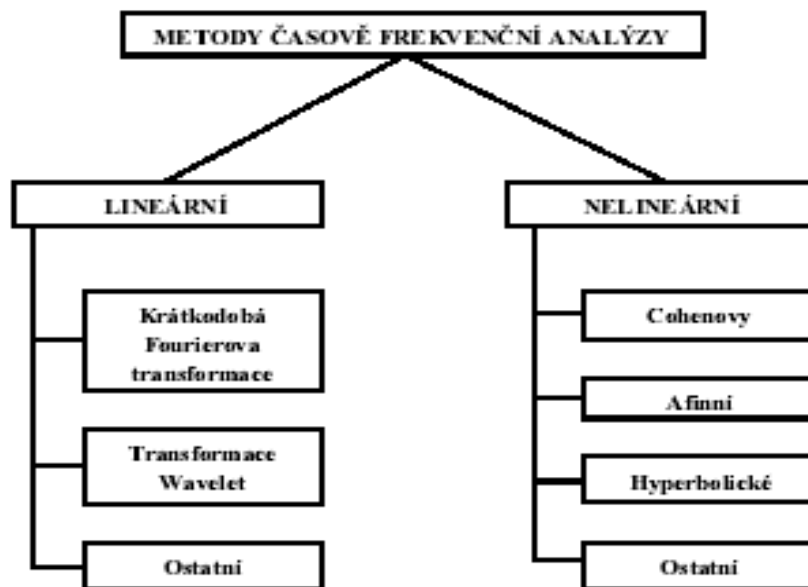 METODY ČASOVĚ FREKVENČNÍ ANALÝZY
LINEÁRNÍ
Krátkodobá
Fourierova
transformace
Transformace
Wavelet
Ostatní
NELINEÁRNÍ
Cohenovy
Afinní
Hyperbolické
Ostatní